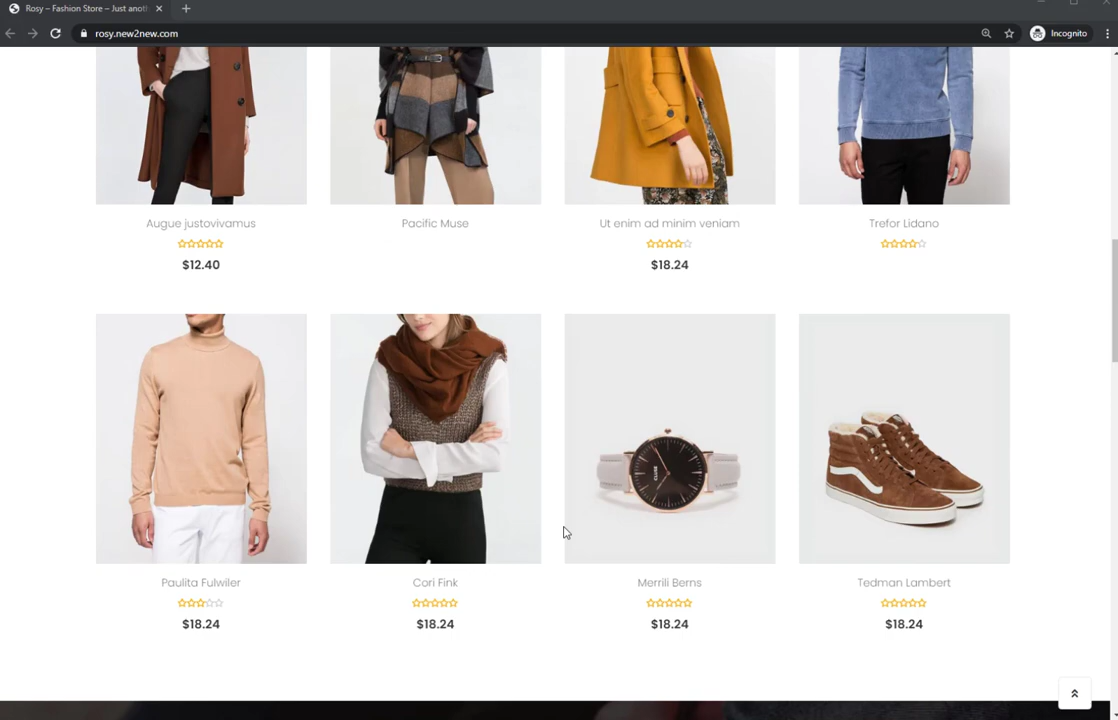 Rosy – Fashion Store – Just anoth
rosy.new2new.com
Incognito
Augue justovivamus
Pacific Muse
Ut enim ad minim veniam
Trefor Lidano
$12.40
$18.24
CLUSE
Paulita Fulwiler
Cori Fink
Merrili Berns
Tedman Lambert
$18.24
$18.24
$18.24
$18.24